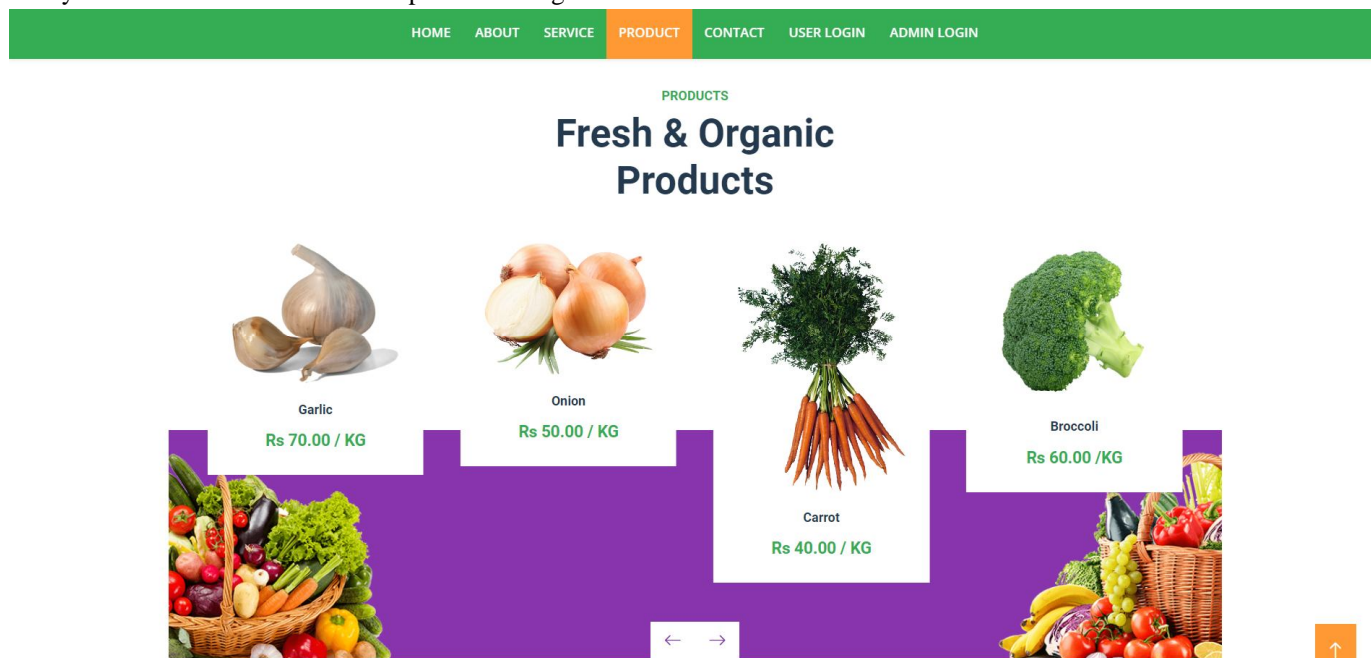 HOME ABOUT SERVICE PRODUCT CONTACT USER LOGIN ADMIN LOGIN
PRODUCTS
Fresh & Organic
Products
Garlic
Rs 70.00 / KG
Onion
Rs 50.00 / KG
Carrot
Rs 40.00 / KG
Broccoli
Rs 60.00 /KG